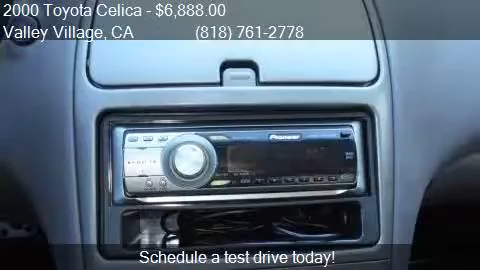 2000 Toyota Celica - $6,888.00
Valley Village, CA (818) 761-2778
Pioneer
Schedule a test drive today!